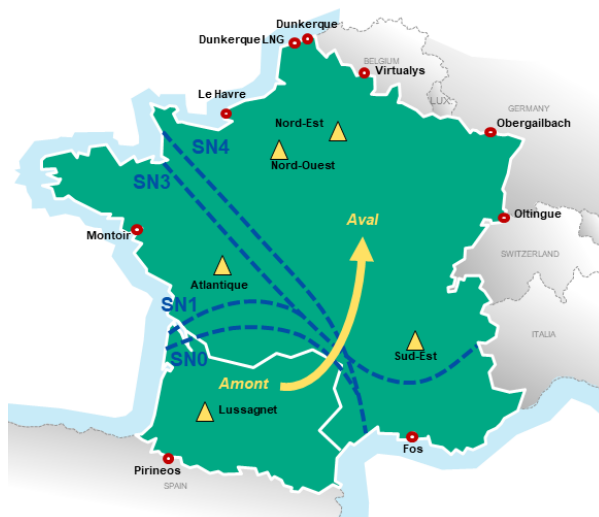 Dunkerque
Dunkerque LNG
BELGIUM
Virtualys
LUX.
Le Havre
GERMANY
Obergailbach
Nord-Est
SN4
Nord-Ouest
SN3
Aval
Oltingue
Montoir
SWITZERLAND
Atlantique
SN1
ITALIA
SN0
Sud-Est
Amont
Lussagnet
Fos
Pirineos
SPAIN